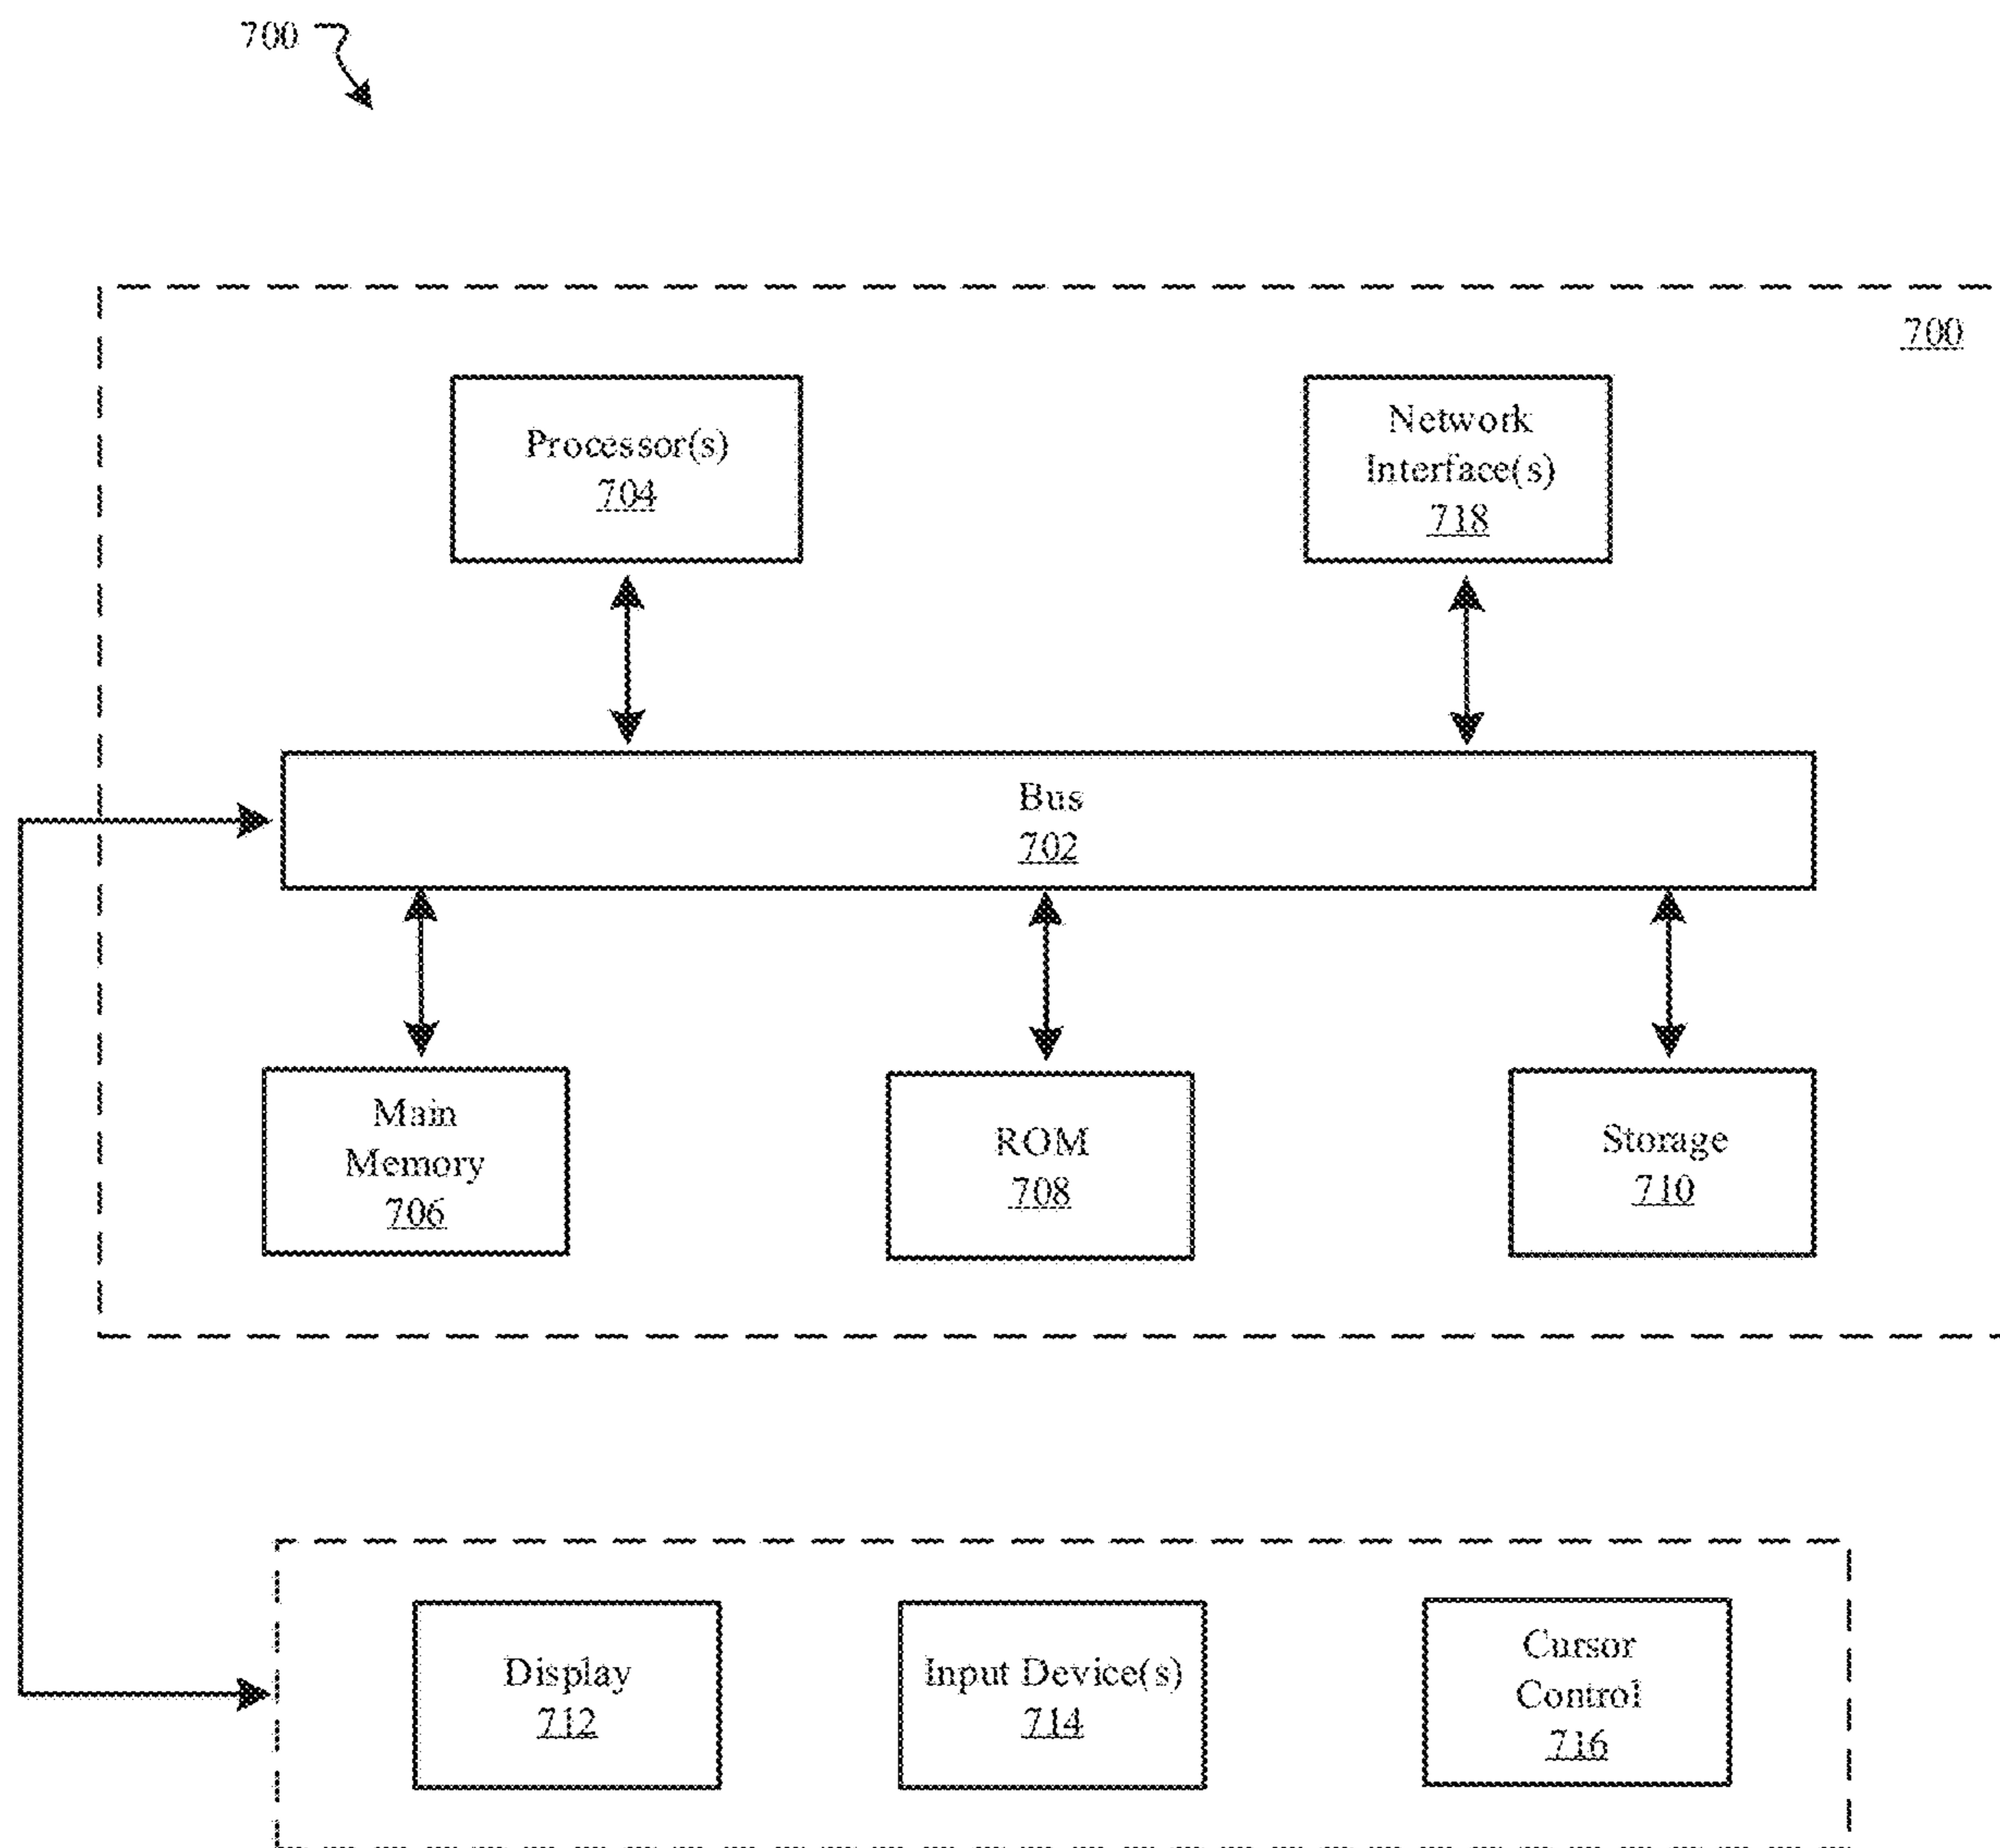 700
700
Processor(s)
704
Network
Interface(s)
718
Bus
702
Main
Memory
706
ROM
708
Storage
710
Display
712
Input Device(s)
714
Cursor
Control
716